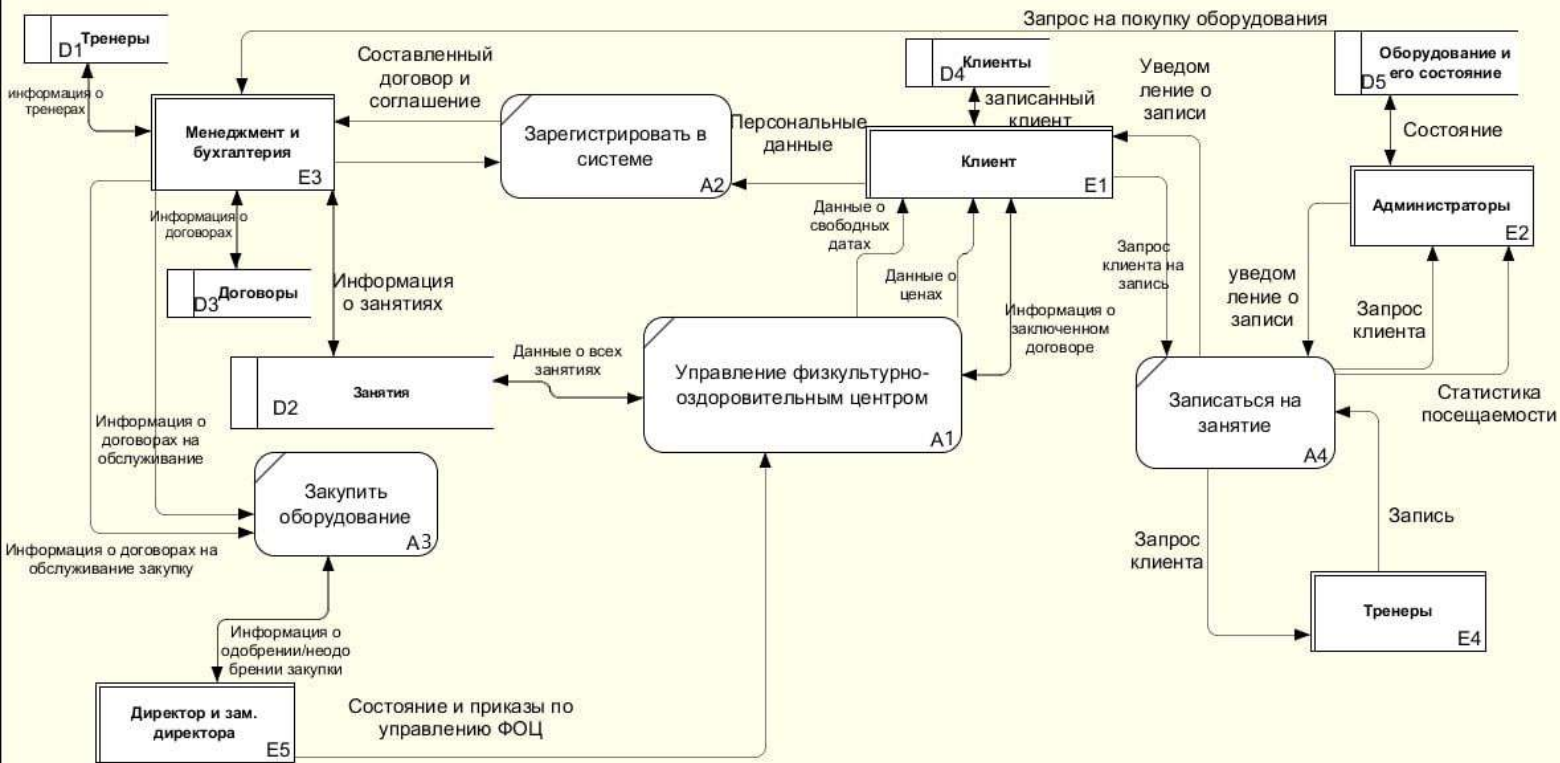 Запрос на покупку оборудования
D1
Тренеры
Составленный
договор и
соглашение
D4
Клиенты
Уведом
ление о
записи
Оборудование и
его состояние
D5
информация о
тренерах
Менеджмент и
бухгалтерия
E3
Зарегистрировать в
системе
A2
Персональные
данные
записанный
клиент
Клиент
E1
Состояние
Администраторы
E2
Информация о
договорах
D3
Договоры
Информация
о занятиях
Данные о
свободных
датах
Данные о
ценах
Информация о
заключенном
договоре
Запрос
клиента на
запись
уведом
ление о
записи
Запрос
клиента
Данные о всех
занятиях
D2
Занятия
Управление физкультурно-
оздоровительным центром
A1
Записаться на
занятие
A4
Статистика
посещаемости
Информация о
договорах на
обслуживание
Закупить
оборудование
A3
Информация о договорах на
обслуживание закупку
Запрос
клиента
Запись
Тренеры
E4
Информация о
одобрении/неодо
брении закупки
Директор и зам.
директора
E5
Состояние и приказы по
управлению ФОЦ